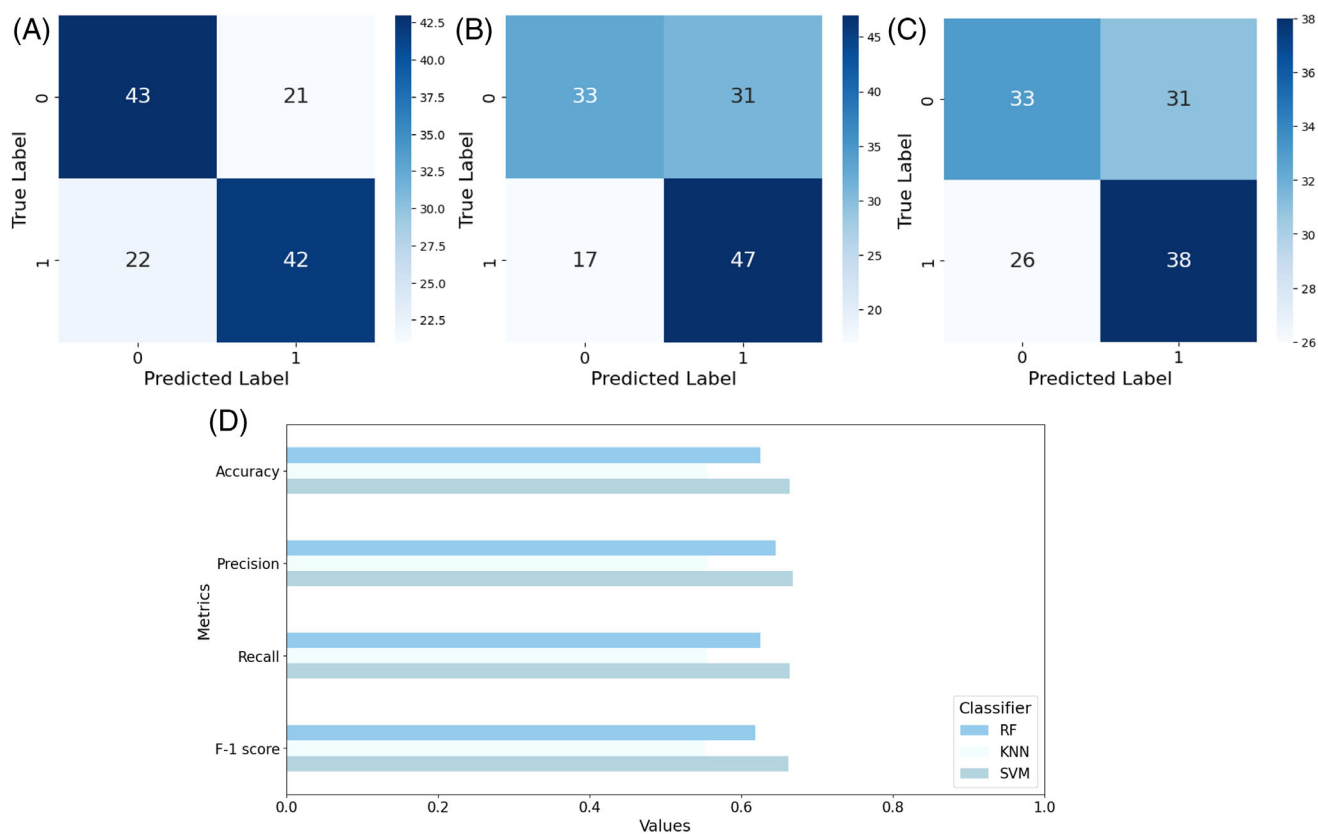 (A)
43 21
22 42
0
1
True Label
0 1
Predicted Label
42.5
40.0
37.5
35.0
32.5
30.0
27.5
25.0
22.5
(B)
33 31
17 47
0
1
True Label
0 1
Predicted Label
45
40
35
30
25
20
(C)
33 31
26 38
0
1
True Label
0 1
Predicted Label
38
36
34
32
30
28
26
(D)
Accuracy
Precision
Recall
F-1 score
Metrics
Classifier
RF
KNN
SVM
0.0 0.2 0.4 0.6 0.8 1.0
Values